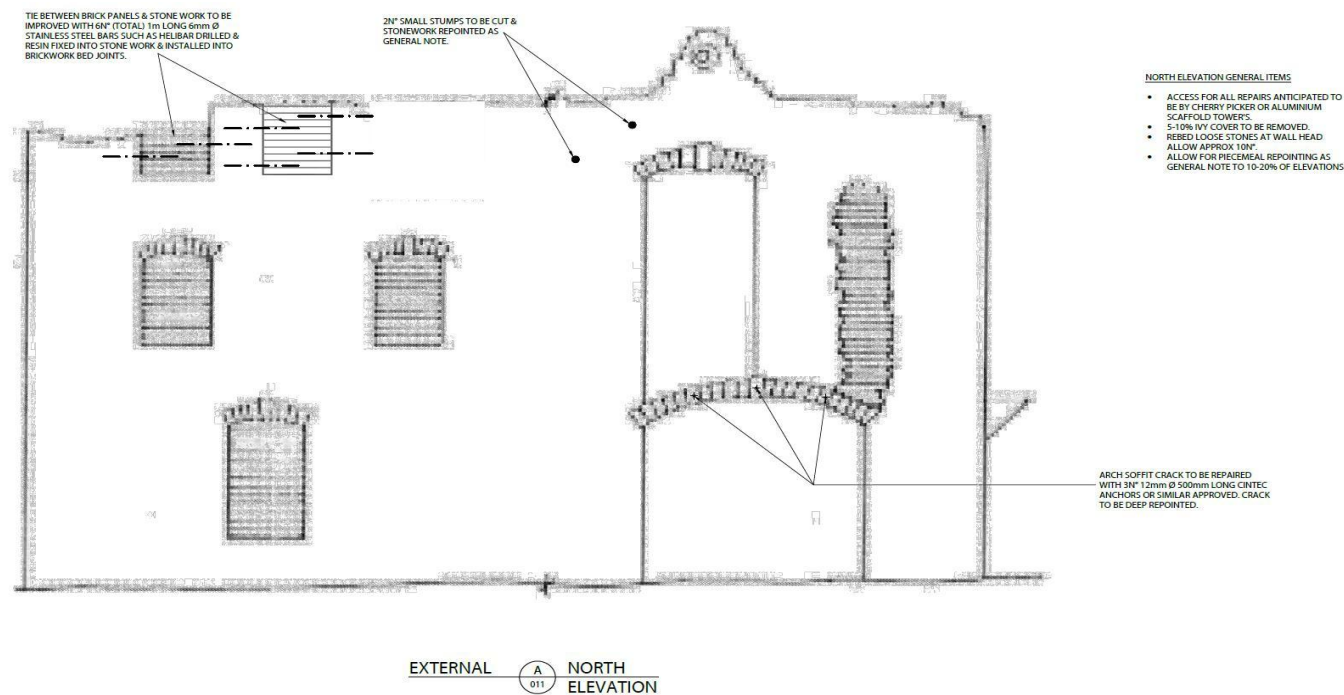 TIE BETWEEN BRICK PANELS & STONE WORK TO BE
IMPROVED WITH 6Nº (TOTAL) 1m LONG 6mm Ø
STAINLESS STEEL BARS SUCH AS HELIBAR DRILLED &
RESIN FIXED INTO STONE WORK & INSTALLED INTO
BRICKWORK BED JOINTS.
2Nº SMALL STUMPS TO BE CUT &
STONEWORK REPOINTED AS
GENERAL NOTE.
NORTH ELEVATION GENERAL ITEMS
• ACCESS FOR ALL REPAIRS ANTICIPATED TO
BE BY CHERRY PICKER OR ALUMINIUM
SCAFFOLD TOWER'S.
• 5-10% IVY COVER TO BE REMOVED.
• REBED LOOSE STONES AT WALL HEAD
ALLOW APPROX 10Nº.
• ALLOW FOR PIECEMEAL REPOINTING AS
GENERAL NOTE TO 10-20% OF ELEVATIONS
ARCH SOFFIT CRACK TO BE REPAIRED
WITH 3Nº 12mm Ø 500mm LONG CINTEC
ANCHORS OR SIMILAR APPROVED. CRACK
TO BE DEEP REPOINTED.
EXTERNAL A NORTH
011 ELEVATION